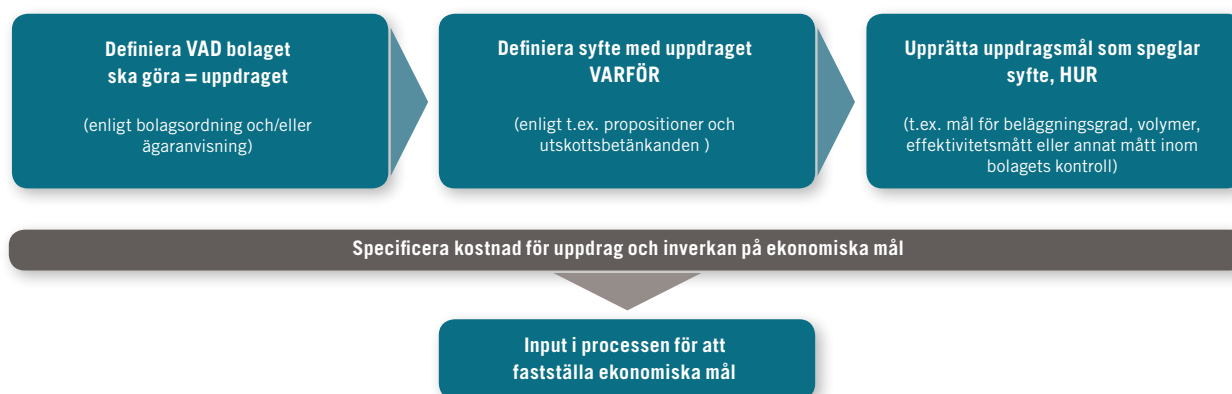 Definiera VAD bolaget
ska göra = uppdraget
(enligt bolagsordning och/eller
ägaranvisning)
Definiera syfte med uppdraget
VARFÖR
(enligt t.ex. propositioner och
utskottsbetänkanden )
Upprätta uppdragsmål som speglar
syfte, HUR
(t.ex. mål för beläggningsgrad, volymer,
effektivitetsmått eller annat mått inom
bolagets kontroll)
Specificera kostnad för uppdrag och inverkan på ekonomiska mål
Input i processen för att
fastställa ekonomiska mål